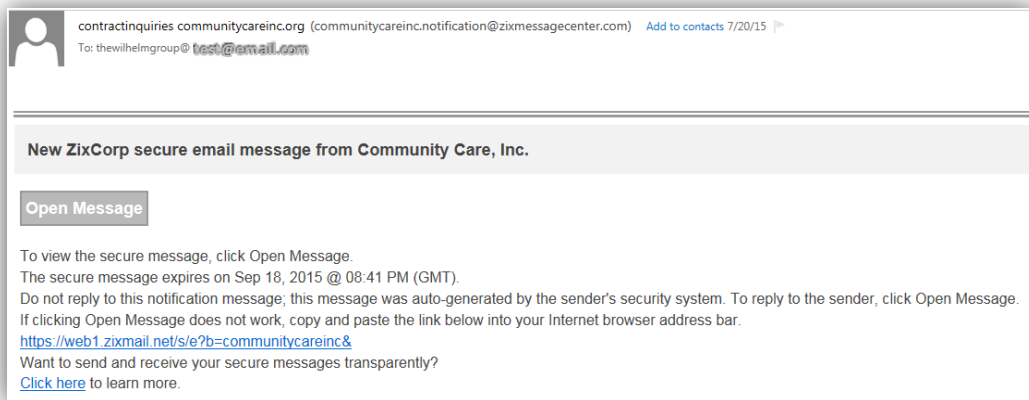 contractinquiries communitycareinc.org (communitycareinc.notification@zixmessagecenter.com) Add to contacts 7/20/15
To: thewilhelmgroup@ test@email.com
New ZixCorp secure email message from Community Care, Inc.
Open Message
To view the secure message, click Open Message.
The secure message expires on Sep 18, 2015 @ 08:41 PM (GMT).
Do not reply to this notification message; this message was auto-generated by the sender's security system. To reply to the sender, click Open Message.
If clicking Open Message does not work, copy and paste the link below into your Internet browser address bar.
https://web1.zixmail.net/s/e?b=communitycareinc&
Want to send and receive your secure messages transparently?
Click here to learn more.